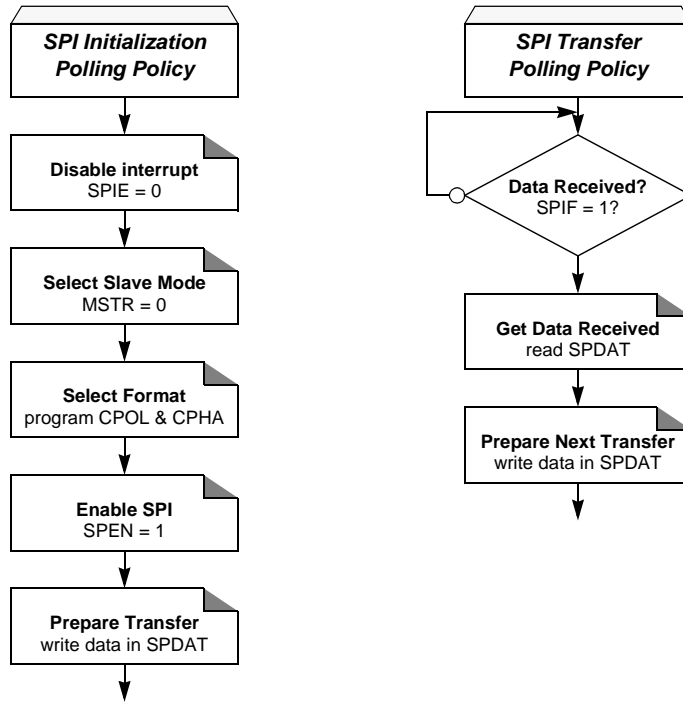 SPI Initialization
Polling Policy
Disable interrupt
SPIE = 0
Select Slave Mode
MSTR = 0
Select Format
program CPOL & CPHA
Enable SPI
SPEN = 1
Prepare Transfer
write data in SPDAT
SPI Transfer
Polling Policy
Data Received?
SPIF = 1?
Get Data Received
read SPDAT
Prepare Next Transfer
write data in SPDAT